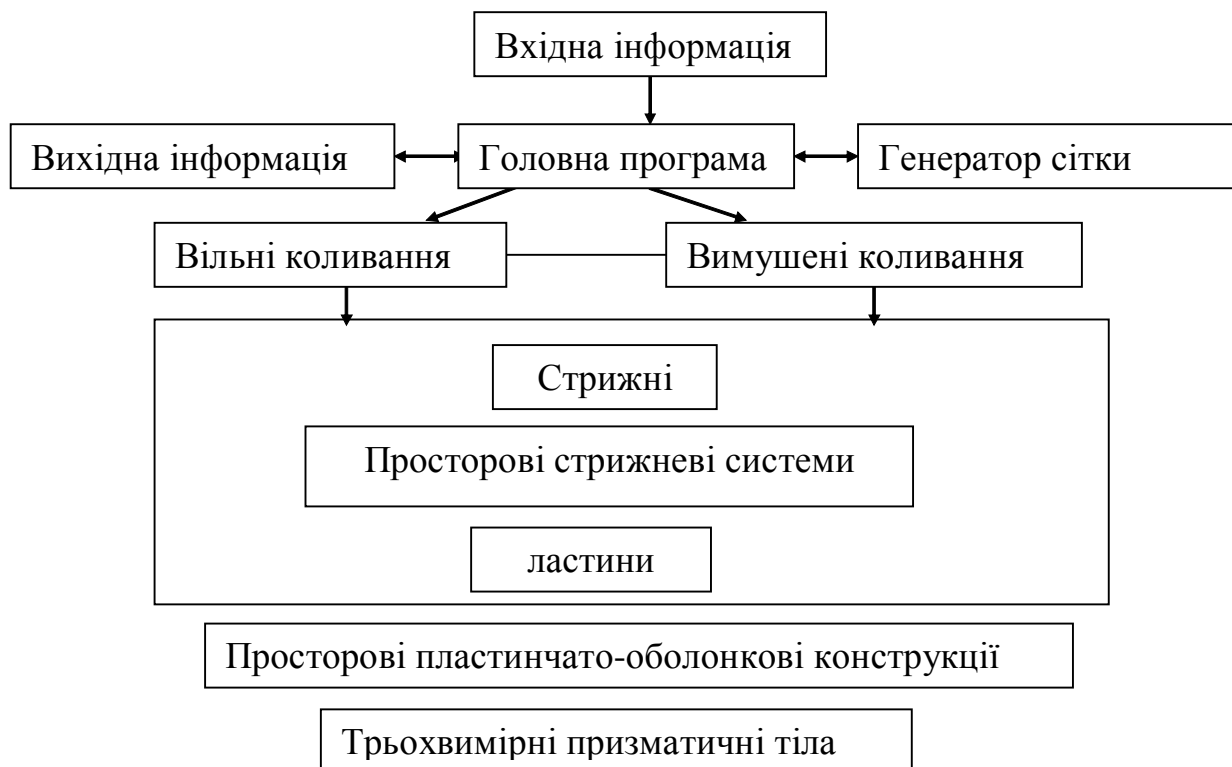 Вхідна інформація
Вихідна інформація
Головна програма
Генератор сітки
Вільні коливання
Вимушені коливання
Стрижні
Просторові стрижневі системи
ластини
Просторові пластинчато-оболонкові конструкції
Трьохвимірні призматичні тіла